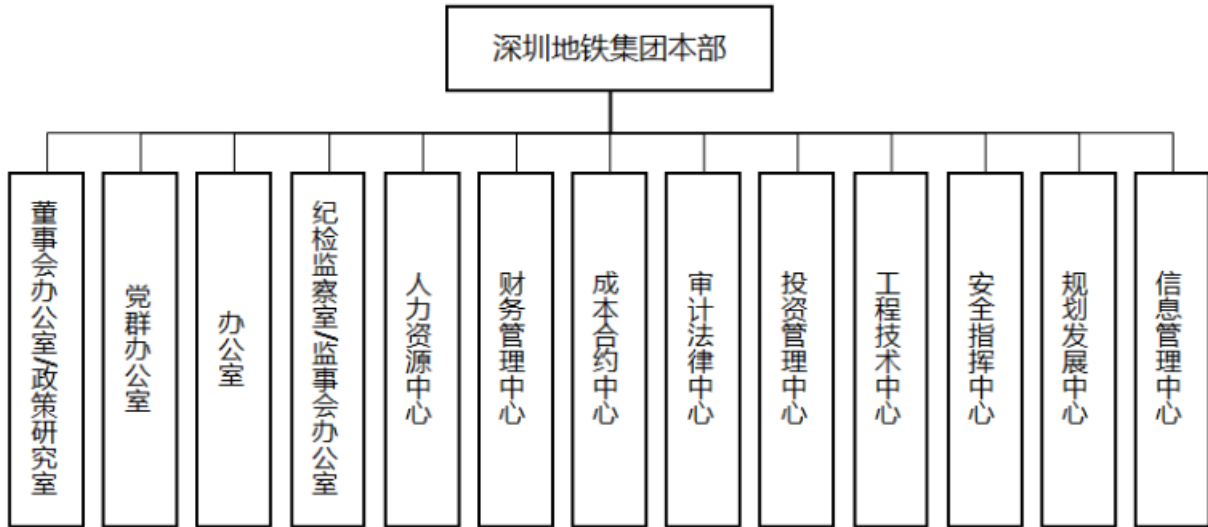 深圳地铁集团本部
董事会办公室/政策研究室
党群办公室
办公室
纪检监察室/监事会办公室
人力资源中心
财务管理中心
成本合约中心
审计法律中心
投资管理中心
工程技术中心
安全指挥中心
规划发展中心
信息管理中心